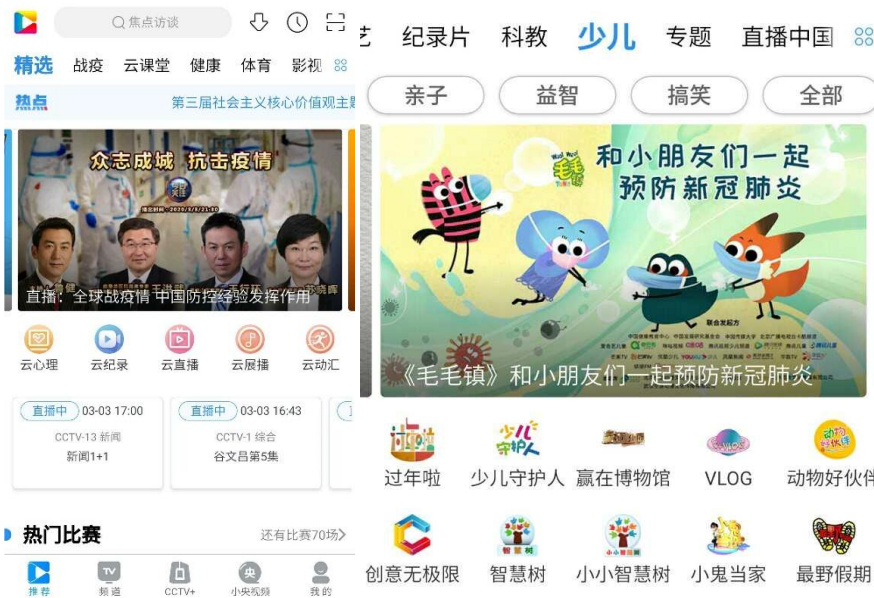 焦点访谈
精选 战疫 云课堂 健康 体育 影视
热点 第三届社会主义核心价值观主题
众志成城 抗击疫情
直播：全球战疫情 中国防控经验发挥作用
云心理 云纪录 云直播 云展播 云动汇
直播中 03-03 17:00
CCTV-13 新闻
新闻1+1
直播中 03-03 16:43
CCTV-1 综合
谷文昌第5集
热门比赛 还有比赛70场>
推荐 频道 CCTV+ 小央视频 我的
艺 纪录片 科教 少儿 专题 直播中国
亲子 益智 搞笑 全部
毛毛镇
和小朋友们一起
预防新冠肺炎
联合发起方
《毛毛镇》和小朋友们一起预防新冠肺炎
过年啦 少儿守护人 赢在博物馆 VLOG 动物好伙伴
创意无极限 智慧树 小小智慧树 小鬼当家 最野假期